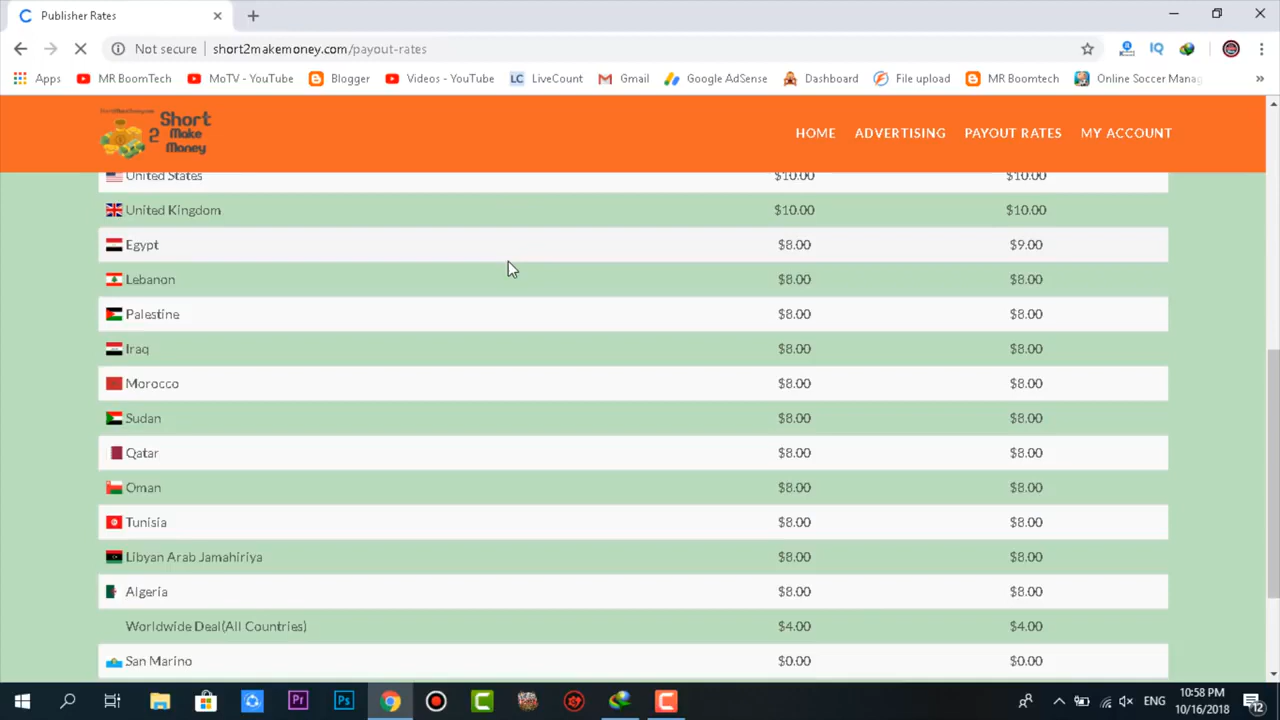 Publisher Rates
Not secure | short2makemoney.com/payout-rates
Apps MR BoomTech MoTV - YouTube Blogger Videos - YouTube LiveCount Gmail Google AdSense Dashboard File upload MR Boomtech Online Soccer Manag
Short
2 Make
Money
HOME ADVERTISING PAYOUT RATES MY ACCOUNT
United States $10.00 $10.00
United Kingdom $10.00 $10.00
Egypt $8.00 $9.00
Lebanon $8.00 $8.00
Palestine $8.00 $8.00
Iraq $8.00 $8.00
Morocco $8.00 $8.00
Sudan $8.00 $8.00
Qatar $8.00 $8.00
Oman $8.00 $8.00
Tunisia $8.00 $8.00
Libyan Arab Jamahiriya $8.00 $8.00
Algeria $8.00 $8.00
Worldwide Deal(All Countries) $4.00 $4.00
San Marino $0.00 $0.00
ENG
10:58 PM
10/16/2018
12